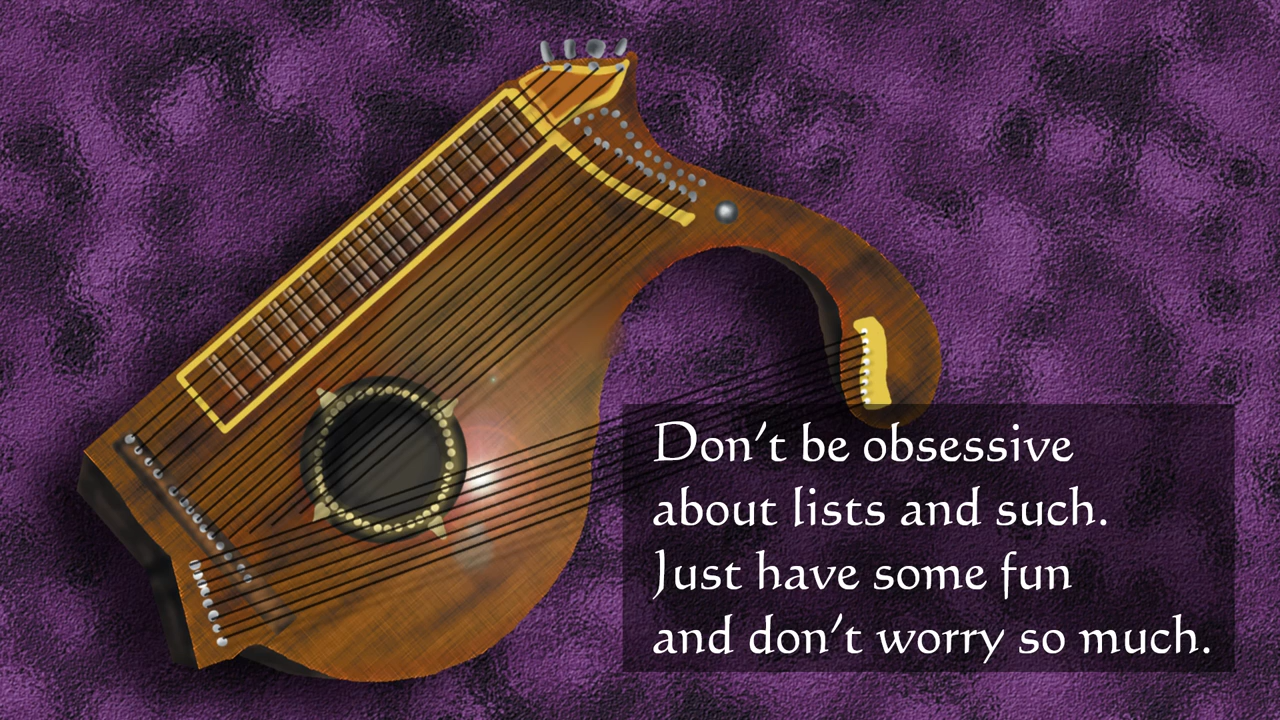 Don't be obsessive
about lists and such.
Just have some fun
and don't worry so much.